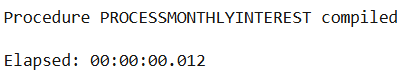 Procedure PROCESSMONTHLYINTEREST compiled
Elapsed: 00:00:00.012